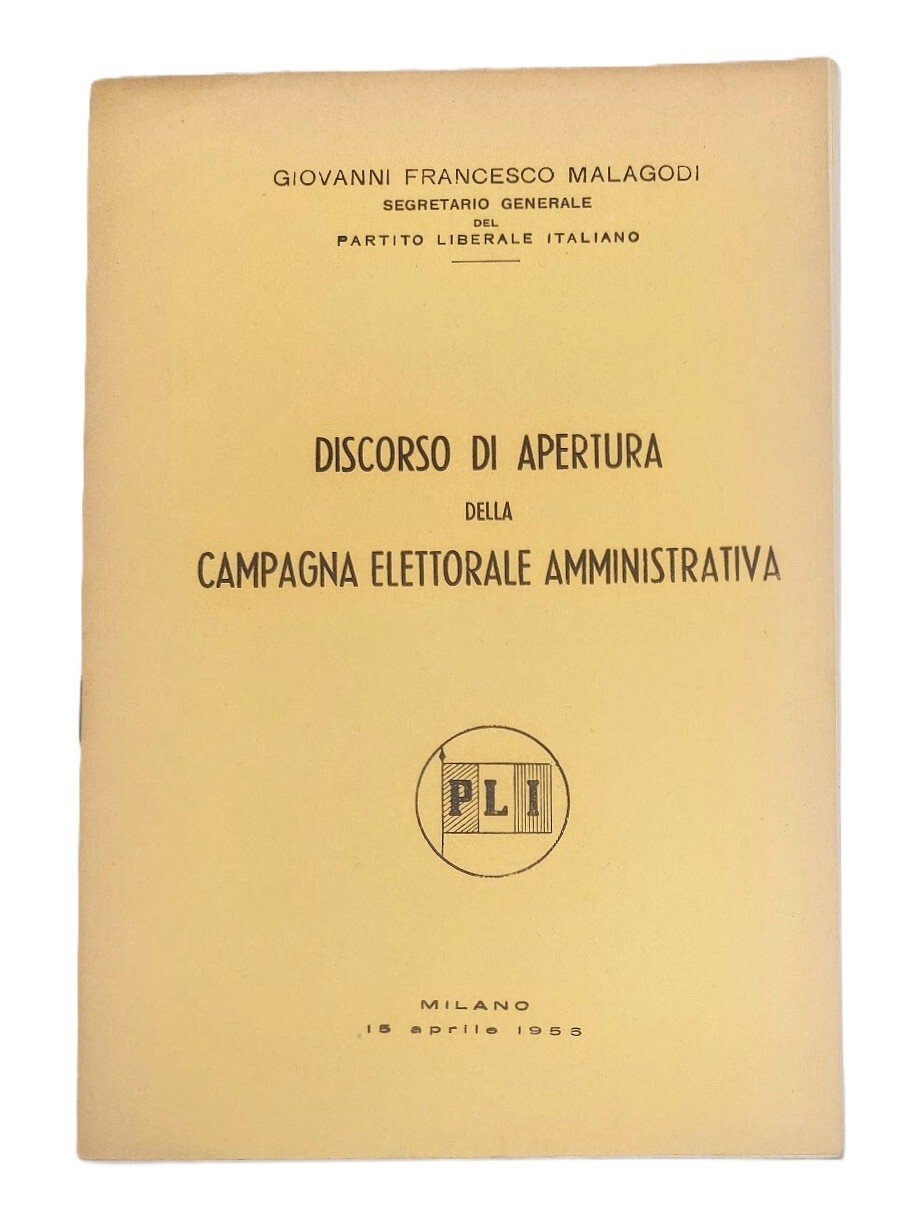 GIOVANNI FRANCESCO MALAGODI
SEGRETARIO GENERALE
DEL
PARTITO LIBERALE ITALIANO
DISCORSO DI APERTURA
DELLA
CAMPAGNA ELETTORALE AMMINISTRATIVA
PLI
MILANO
15 aprile 1956